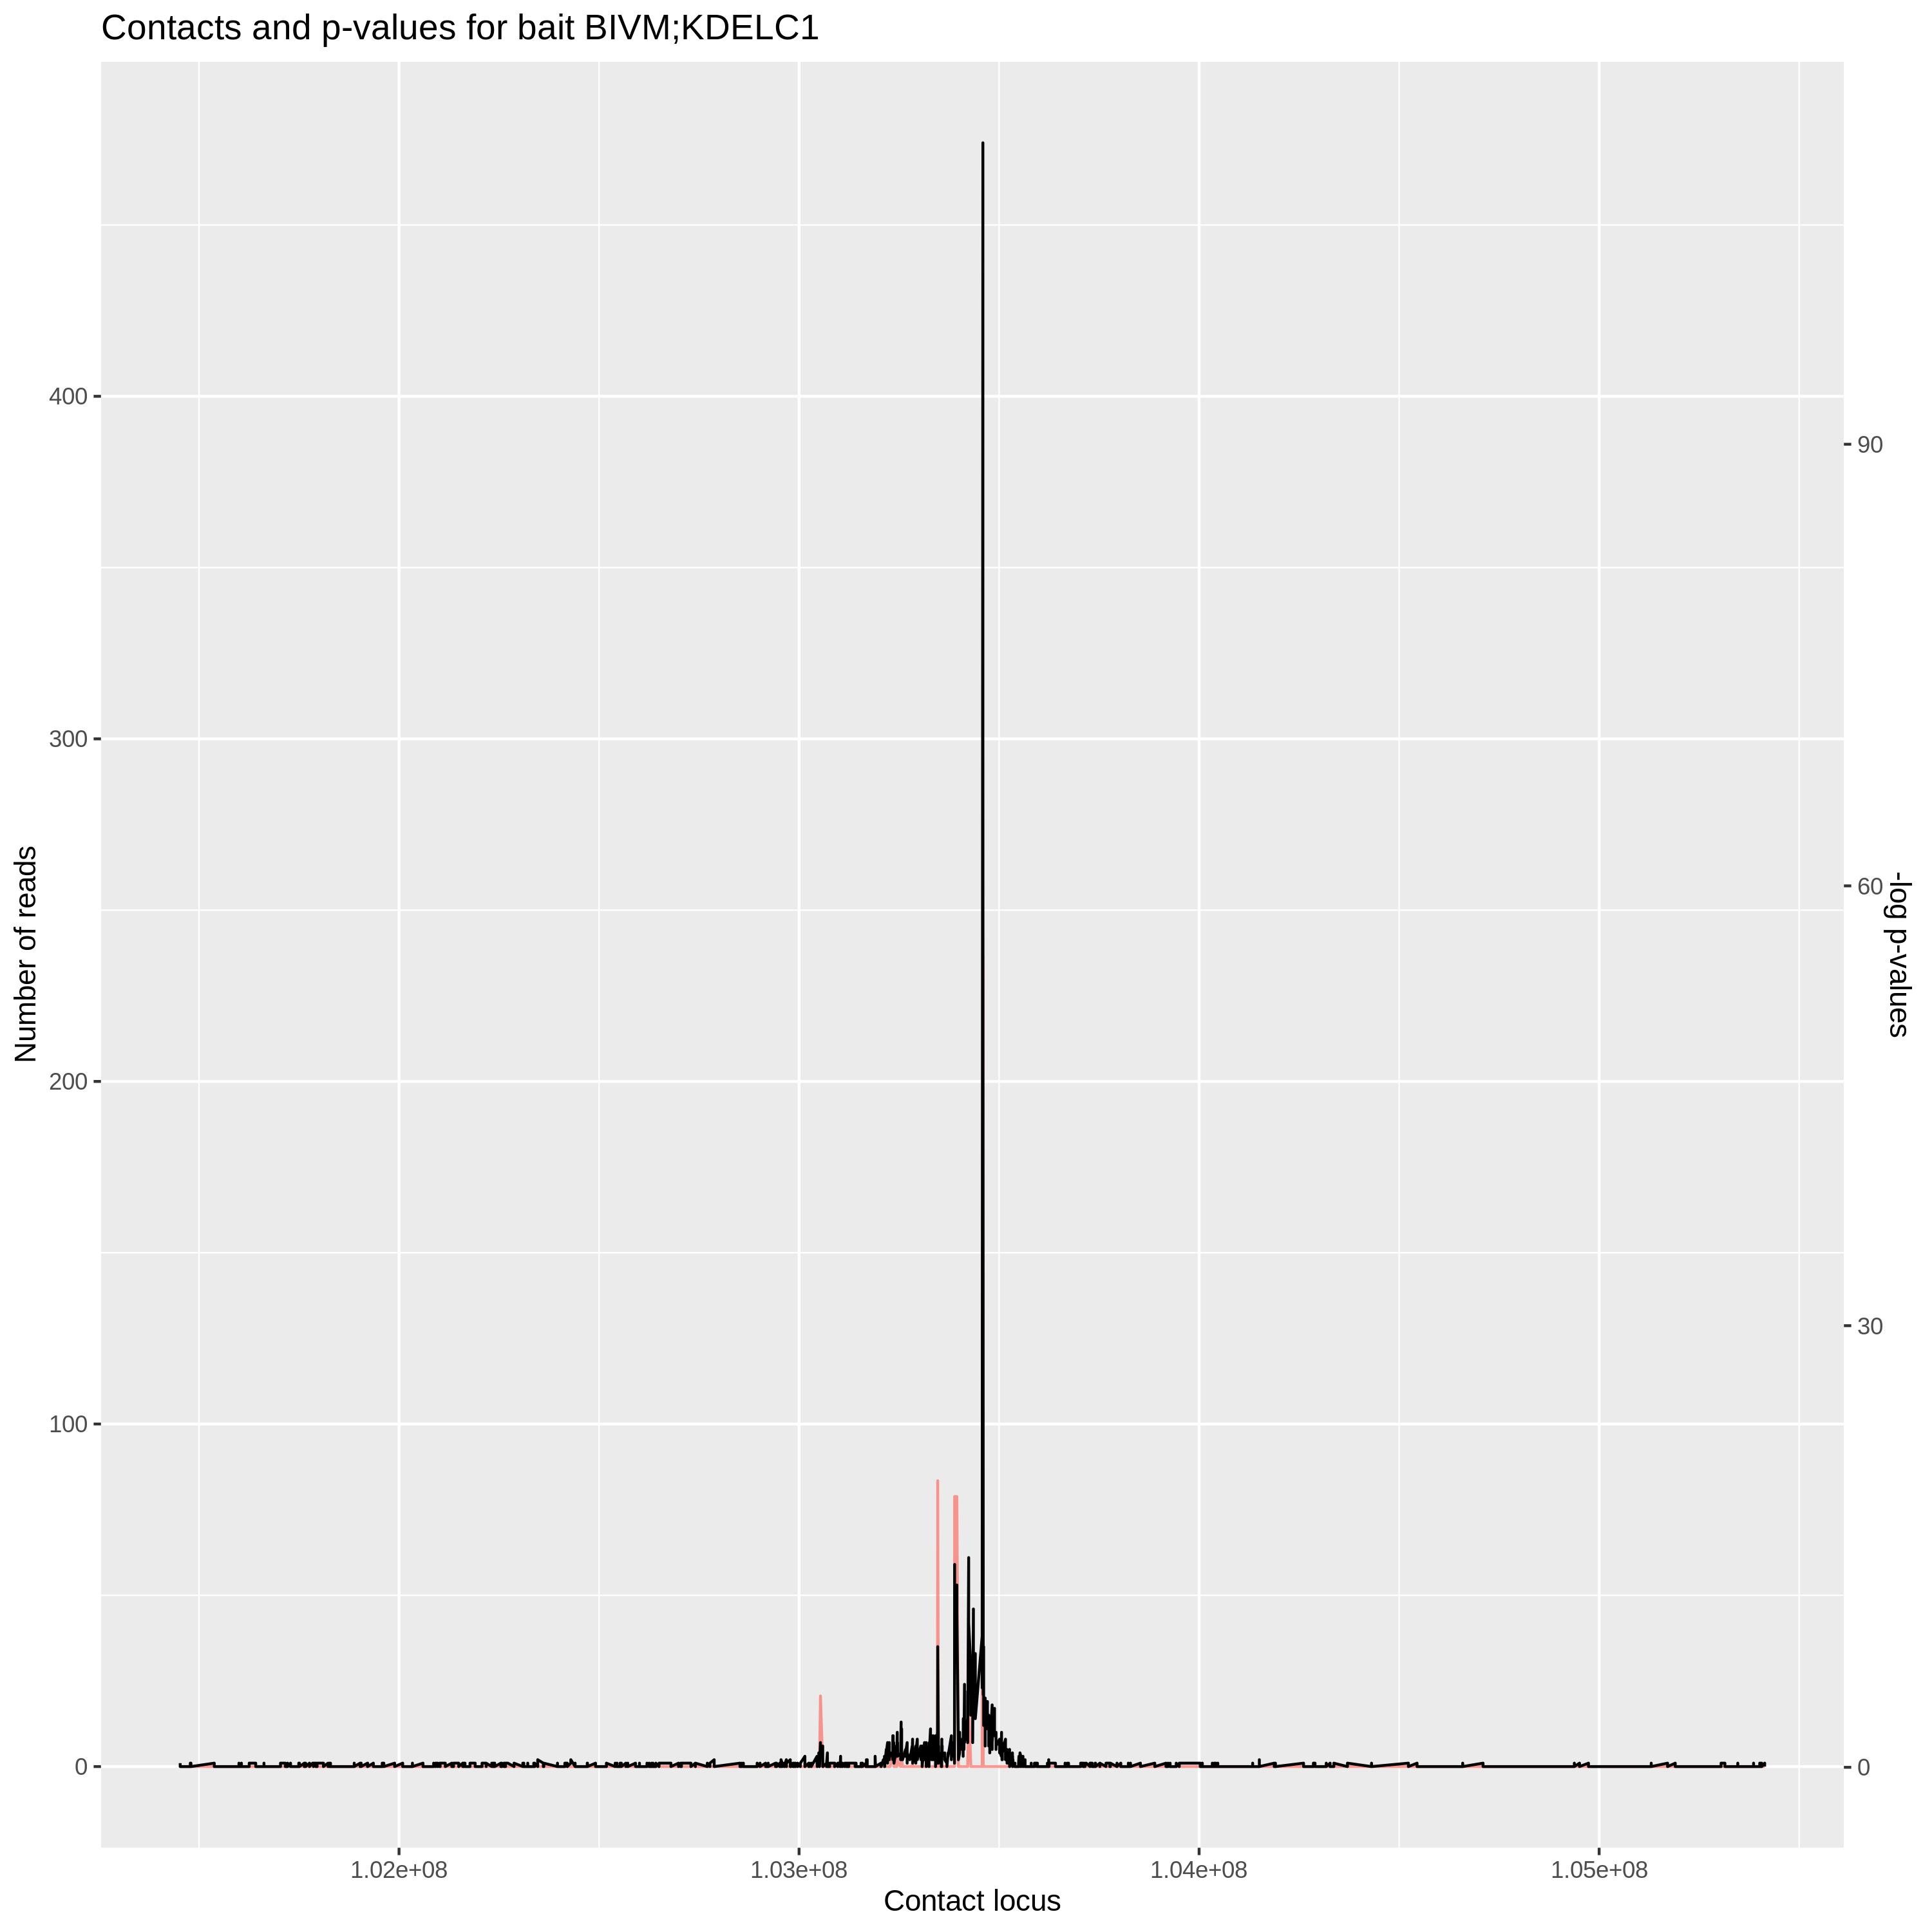 Contacts and p-values for bait BIVM;KDELC1
Number of reads
400
300
200
100
0
90
60
30
0
-log p-values
1.02e+08
1.03e+08
1.04e+08
1.05e+08
Contact locus